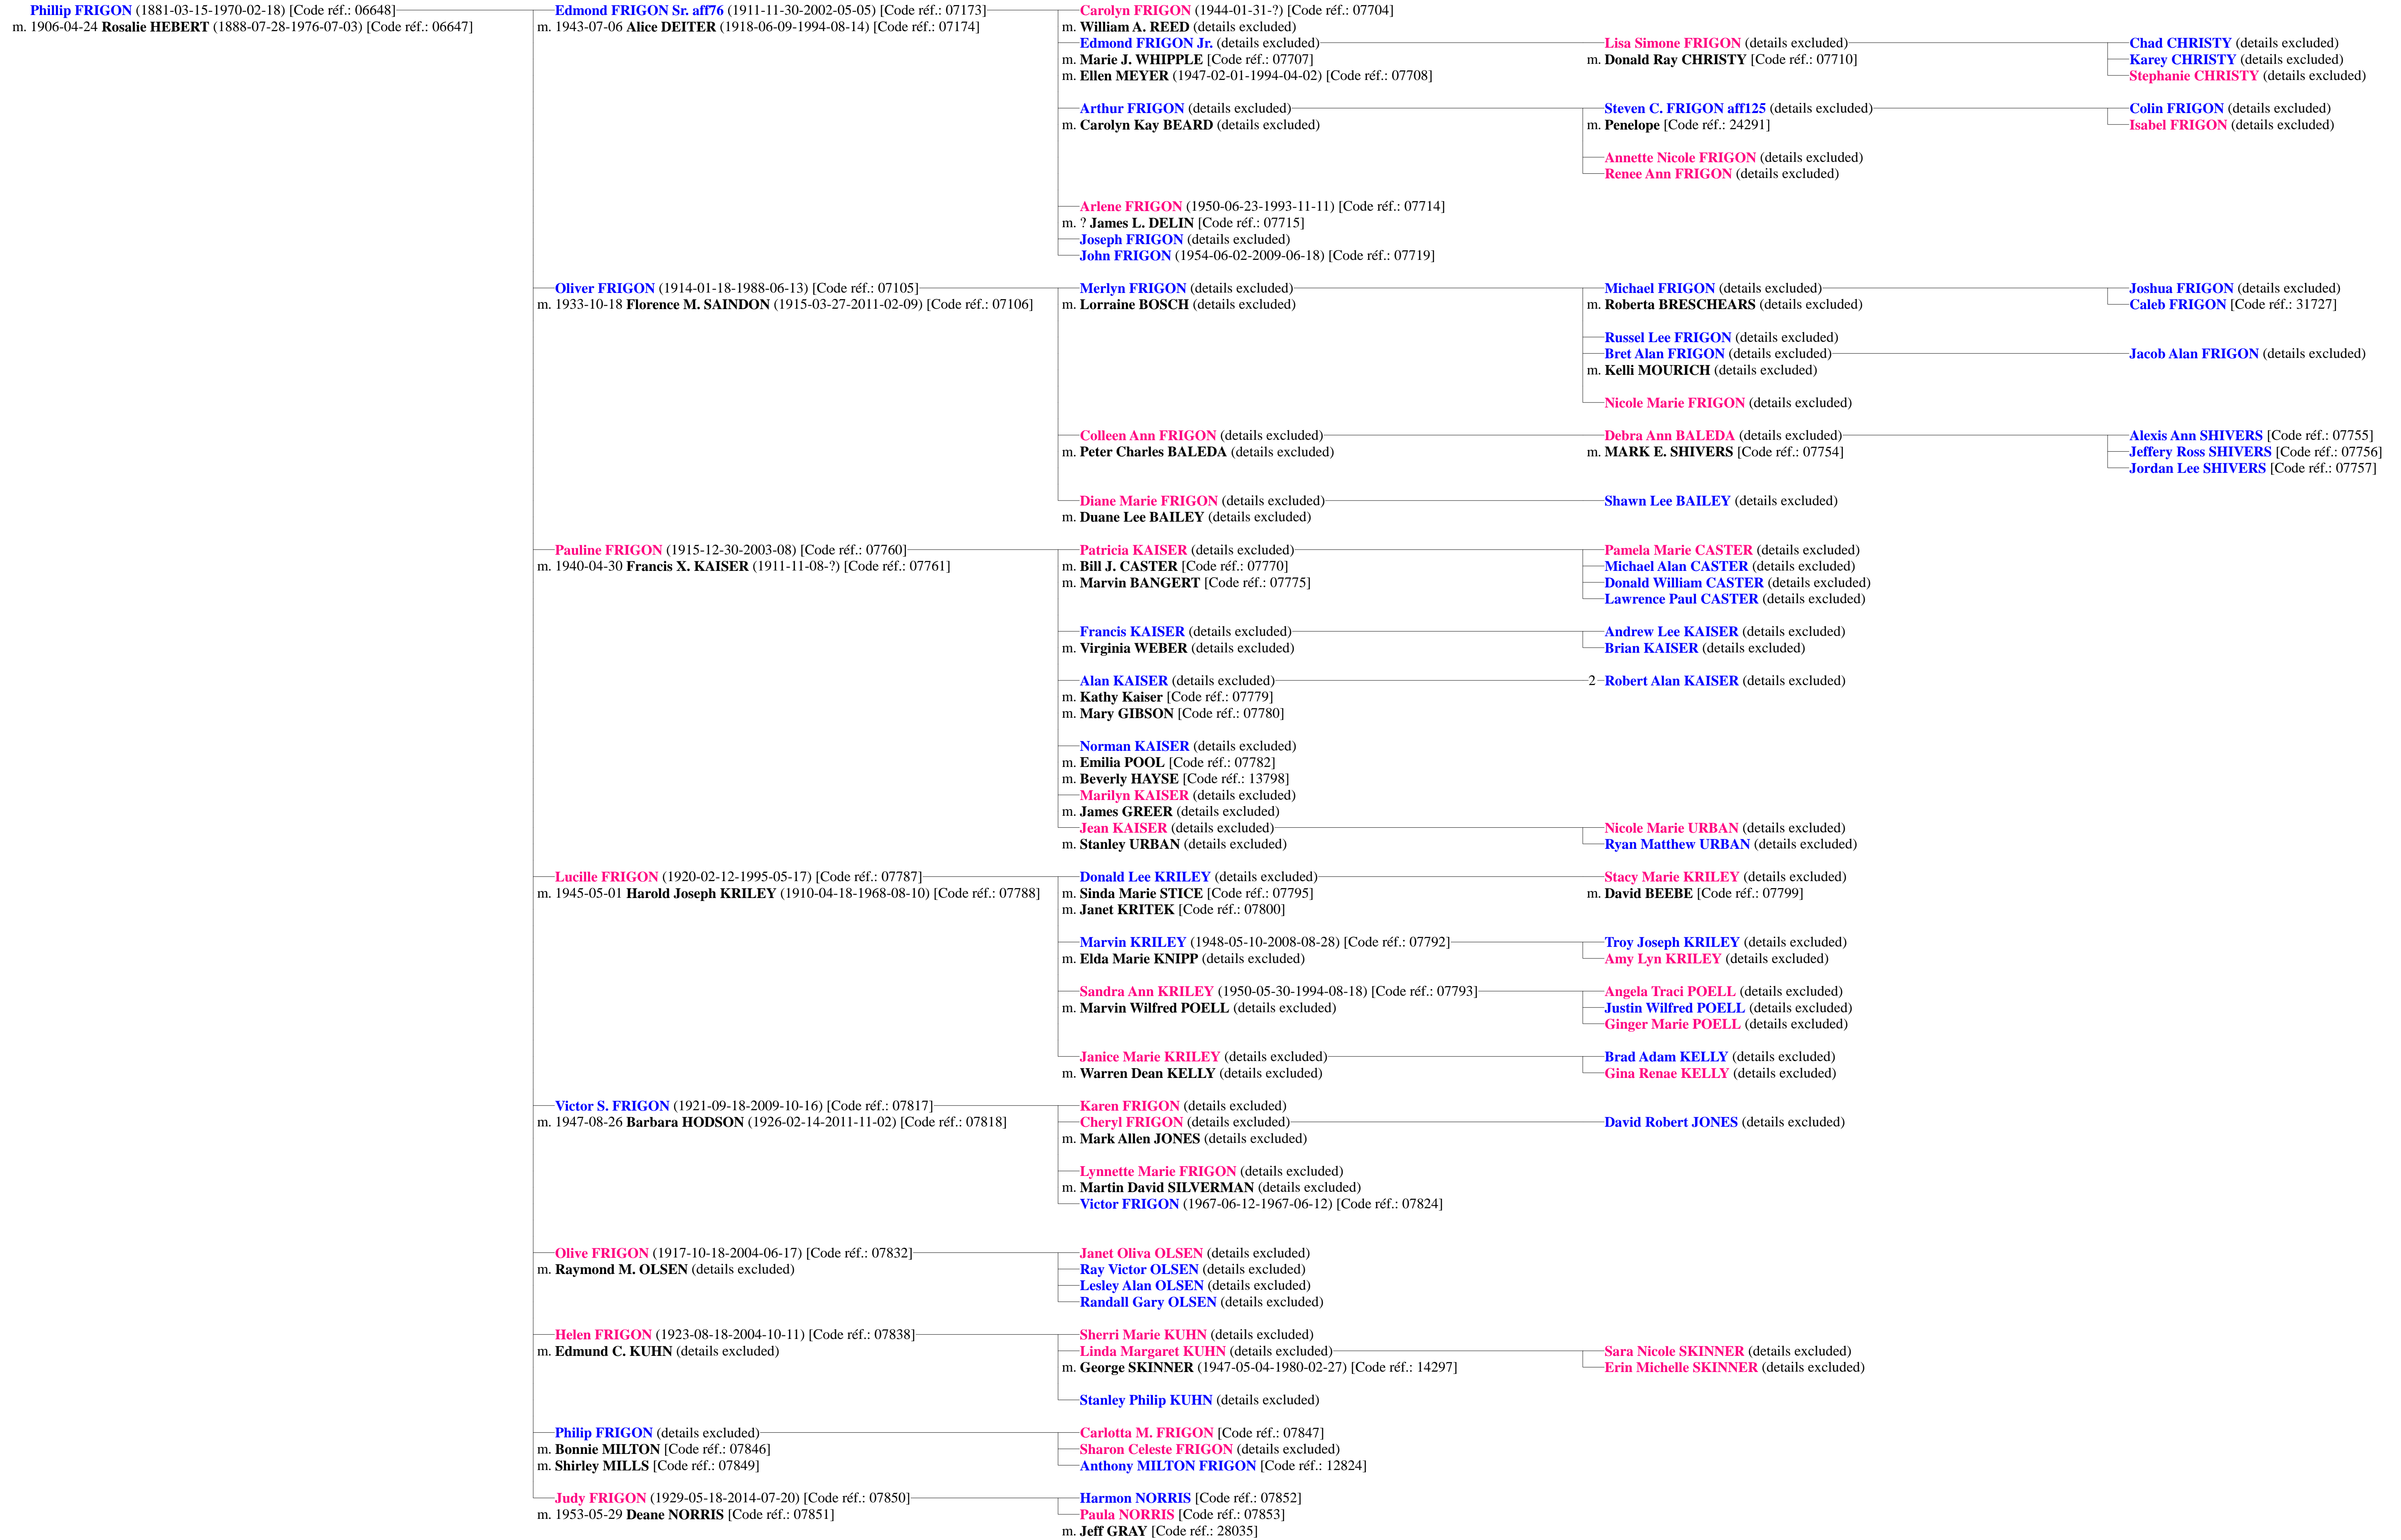 Phillip FRIGON (1881-03-15-1970-02-18) [Code réf.: 06648]
m. 1906-04-24 Rosalie HEBERT (1888-07-28-1976-07-03) [Code réf.: 06647]
Edmond FRIGON Sr. aff76 (1911-11-30-2002-05-05) [Code réf.: 07173]
m. 1943-07-06 Alice DEITER (1918-06-09-1994-08-14) [Code réf.: 07174]
Carolyn FRIGON (1944-01-31-?) [Code réf.: 07704]
m. William A. REED (details excluded)
Edmond FRIGON Jr. (details excluded)
m. Marie J. WHIPPLE [Code réf.: 07707]
m. Ellen MEYER (1947-02-01-1994-04-02) [Code réf.: 07708]
Lisa Simone FRIGON (details excluded)
m. Donald Ray CHRISTY [Code réf.: 07710]
Chad CHRISTY (details excluded)
Karey CHRISTY (details excluded)
Stephanie CHRISTY (details excluded)
Arthur FRIGON (details excluded)
m. Carolyn Kay BEARD (details excluded)
Steven C. FRIGON aff125 (details excluded)
m. Penelope [Code réf.: 24291]
Colin FRIGON (details excluded)
Isabel FRIGON (details excluded)
Annette Nicole FRIGON (details excluded)
Renee Ann FRIGON (details excluded)
Arlene FRIGON (1950-06-23-1993-11-11) [Code réf.: 07714]
m. ? James L. DELIN [Code réf.: 07715]
Joseph FRIGON (details excluded)
John FRIGON (1954-06-02-2009-06-18) [Code réf.: 07719]
Oliver FRIGON (1914-01-18-1988-06-13) [Code réf.: 07105]
m. 1933-10-18 Florence M. SAINDON (1915-03-27-2011-02-09) [Code réf.: 07106]
Merlyn FRIGON (details excluded)
m. Lorraine BOSCH (details excluded)
Michael FRIGON (details excluded)
m. Roberta BRESCHEARS (details excluded)
Joshua FRIGON (details excluded)
Caleb FRIGON [Code réf.: 31727]
Russel Lee FRIGON (details excluded)
Bret Alan FRIGON (details excluded)
m. Kelli MOURICH (details excluded)
Jacob Alan FRIGON (details excluded)
Nicole Marie FRIGON (details excluded)
Colleen Ann FRIGON (details excluded)
m. Peter Charles BALEDA (details excluded)
Debra Ann BALEDA (details excluded)
m. MARK E. SHIVERS [Code réf.: 07754]
Alexis Ann SHIVERS [Code réf.: 07755]
Jeffery Ross SHIVERS [Code réf.: 07756]
Jordan Lee SHIVERS [Code réf.: 07757]
Diane Marie FRIGON (details excluded)
m. Duane Lee BAILEY (details excluded)
Shawn Lee BAILEY (details excluded)
Pauline FRIGON (1915-12-30-2003-08) [Code réf.: 07760]
m. 1940-04-30 Francis X. KAISER (1911-11-08-?) [Code réf.: 07761]
Patricia KAISER (details excluded)
m. Bill J. CASTER [Code réf.: 07770]
m. Marvin BANGERT [Code réf.: 07775]
Pamela Marie CASTER (details excluded)
Michael Alan CASTER (details excluded)
Donald William CASTER (details excluded)
Lawrence Paul CASTER (details excluded)
Francis KAISER (details excluded)
m. Virginia WEBER (details excluded)
Andrew Lee KAISER (details excluded)
Brian KAISER (details excluded)
Alan KAISER (details excluded)
m. Kathy Kaiser [Code réf.: 07779]
m. Mary GIBSON [Code réf.: 07780]
2 Robert Alan KAISER (details excluded)
Norman KAISER (details excluded)
m. Emilia POOL [Code réf.: 07782]
m. Beverly HAYSE [Code réf.: 13798]
Marilyn KAISER (details excluded)
m. James GREER (details excluded)
Jean KAISER (details excluded)
m. Stanley URBAN (details excluded)
Nicole Marie URBAN (details excluded)
Ryan Matthew URBAN (details excluded)
Lucille FRIGON (1920-02-12-1995-05-17) [Code réf.: 07787]
m. 1945-05-01 Harold Joseph KRILEY (1910-04-18-1968-08-10) [Code réf.: 07788]
Donald Lee KRILEY (details excluded)
m. Sinda Marie STICE [Code réf.: 07795]
m. Janet KRITEK [Code réf.: 07800]
Stacy Marie KRILEY (details excluded)
m. David BEEBE [Code réf.: 07799]
Marvin KRILEY (1948-05-10-2008-08-28) [Code réf.: 07792]
m. Elda Marie KNIPP (details excluded)
Troy Joseph KRILEY (details excluded)
Amy Lyn KRILEY (details excluded)
Sandra Ann KRILEY (1950-05-30-1994-08-18) [Code réf.: 07793]
m. Marvin Wilfred POELL (details excluded)
Angela Traci POELL (details excluded)
Justin Wilfred POELL (details excluded)
Ginger Marie POELL (details excluded)
Janice Marie KRILEY (details excluded)
m. Warren Dean KELLY (details excluded)
Brad Adam KELLY (details excluded)
Gina Renae KELLY (details excluded)
Victor S. FRIGON (1921-09-18-2009-10-16) [Code réf.: 07817]
m. 1947-08-26 Barbara HODSON (1926-02-14-2011-11-02) [Code réf.: 07818]
Karen FRIGON (details excluded)
Cheryl FRIGON (details excluded)
m. Mark Allen JONES (details excluded)
David Robert JONES (details excluded)
Lynnette Marie FRIGON (details excluded)
m. Martin David SILVERMAN (details excluded)
Victor FRIGON (1967-06-12-1967-06-12) [Code réf.: 07824]
Olive FRIGON (1917-10-18-2004-06-17) [Code réf.: 07832]
m. Raymond M. OLSEN (details excluded)
Janet Oliva OLSEN (details excluded)
Ray Victor OLSEN (details excluded)
Lesley Alan OLSEN (details excluded)
Randall Gary OLSEN (details excluded)
Helen FRIGON (1923-08-18-2004-10-11) [Code réf.: 07838]
m. Edmund C. KUHN (details excluded)
Sherri Marie KUHN (details excluded)
Linda Margaret KUHN (details excluded)
m. George SKINNER (1947-05-04-1980-02-27) [Code réf.: 14297]
Sara Nicole SKINNER (details excluded)
Erin Michelle SKINNER (details excluded)
Stanley Philip KUHN (details excluded)
Philip FRIGON (details excluded)
m. Bonnie MILTON [Code réf.: 07846]
m. Shirley MILLS [Code réf.: 07849]
Carlotta M. FRIGON [Code réf.: 07847]
Sharon Celeste FRIGON (details excluded)
Anthony MILTON FRIGON [Code réf.: 12824]
Judy FRIGON (1929-05-18-2014-07-20) [Code réf.: 07850]
m. 1953-05-29 Deane NORRIS [Code réf.: 07851]
Harmon NORRIS [Code réf.: 07852]
Paula NORRIS [Code réf.: 07853]
m. Jeff GRAY [Code réf.: 28035]